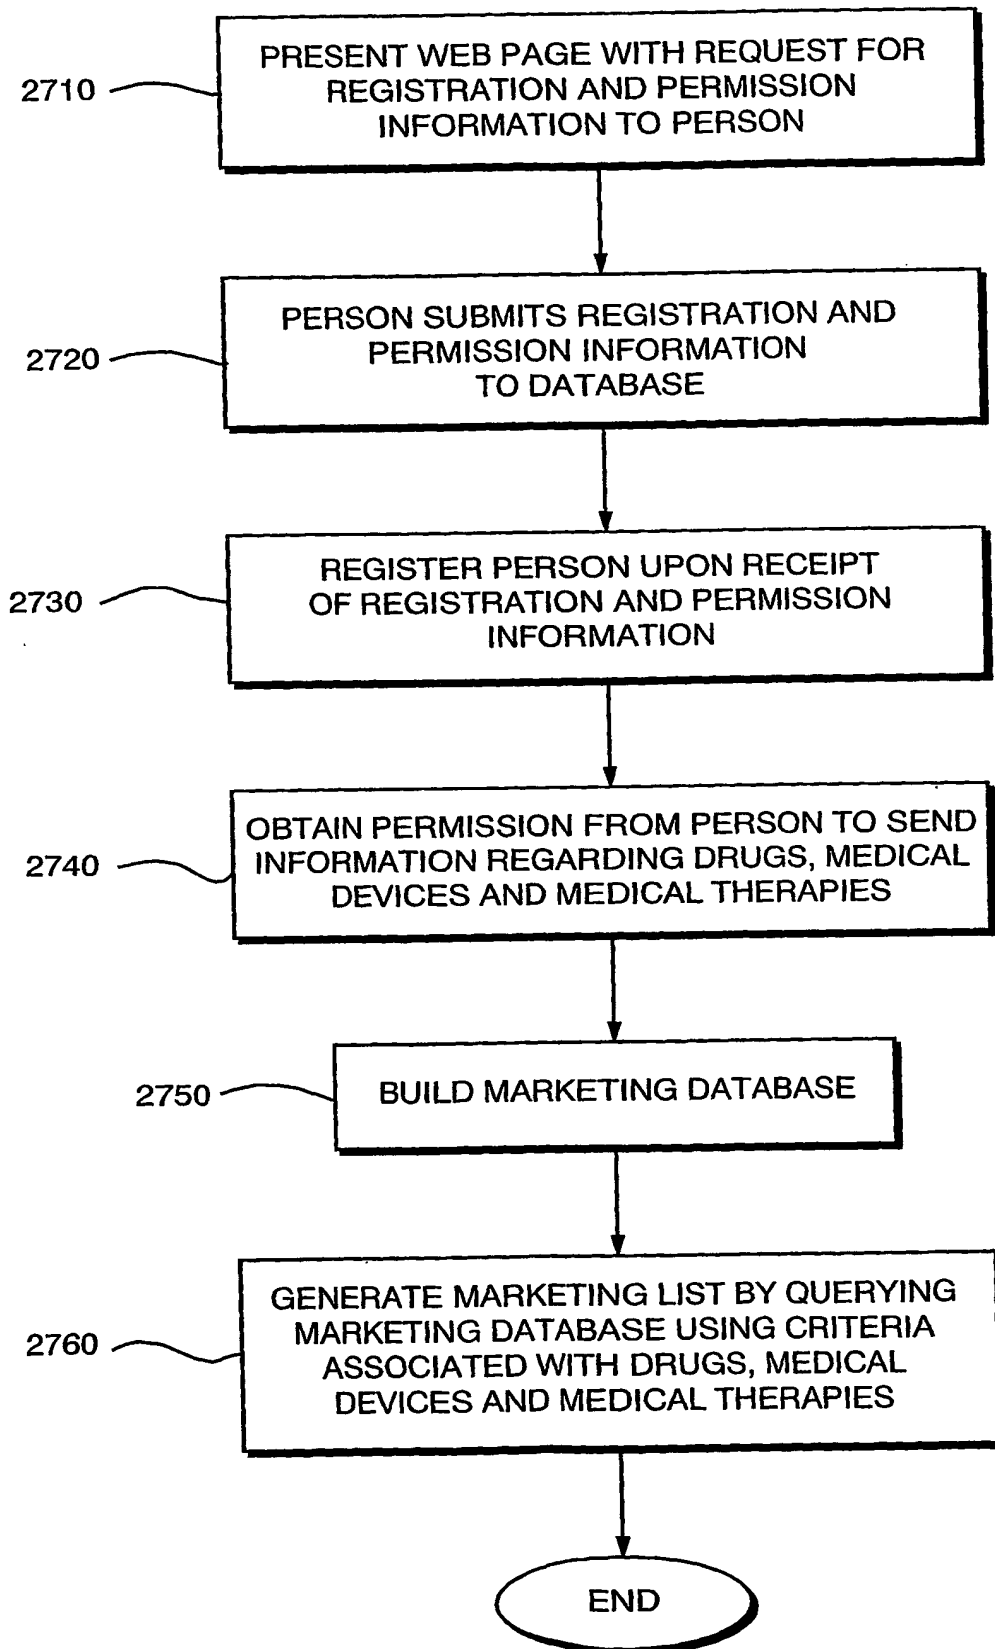 2710
PRESENT WEB PAGE WITH REQUEST FOR
REGISTRATION AND PERMISSION
INFORMATION TO PERSON
2720
PERSON SUBMITS REGISTRATION AND
PERMISSION INFORMATION
TO DATABASE
2730
REGISTER PERSON UPON RECEIPT
OF REGISTRATION AND PERMISSION
INFORMATION
2740
OBTAIN PERMISSION FROM PERSON TO SEND
INFORMATION REGARDING DRUGS, MEDICAL
DEVICES AND MEDICAL THERAPIES
2750
BUILD MARKETING DATABASE
2760
GENERATE MARKETING LIST BY QUERYING
MARKETING DATABASE USING CRITERIA
ASSOCIATED WITH DRUGS, MEDICAL
DEVICES AND MEDICAL THERAPIES
END